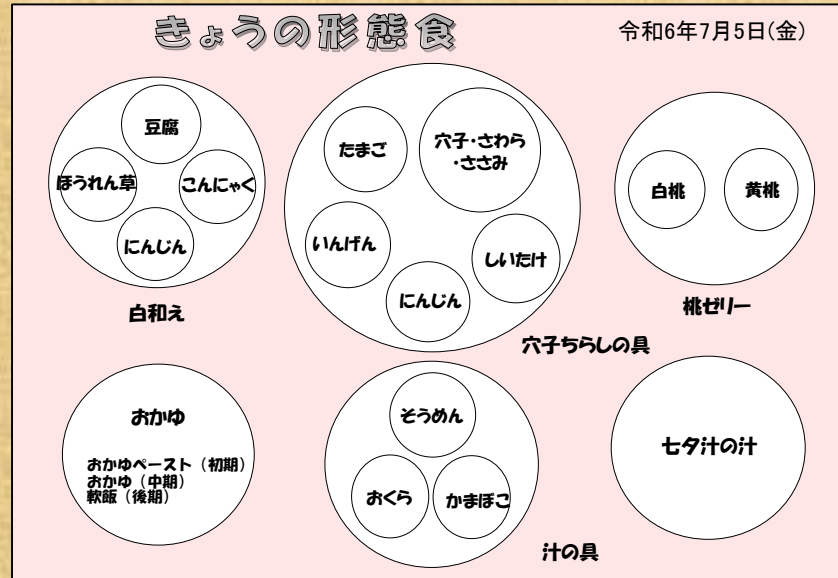 きょうの形態食
令和6年7月5日(金)
豆腐
ほうれん草
こんにゃく
にんじん
白和え
たまご
穴子・さわら
・ささみ
いんげん
しいたけ
にんじん
穴子ちらしの具
白桃
黄桃
桃ゼリー
おかゆ
おかゆペースト（初期）
おかゆ（中期）
軟飯（後期）
そうめん
おくら
かまぼこ
汁の具
七夕汁の汁